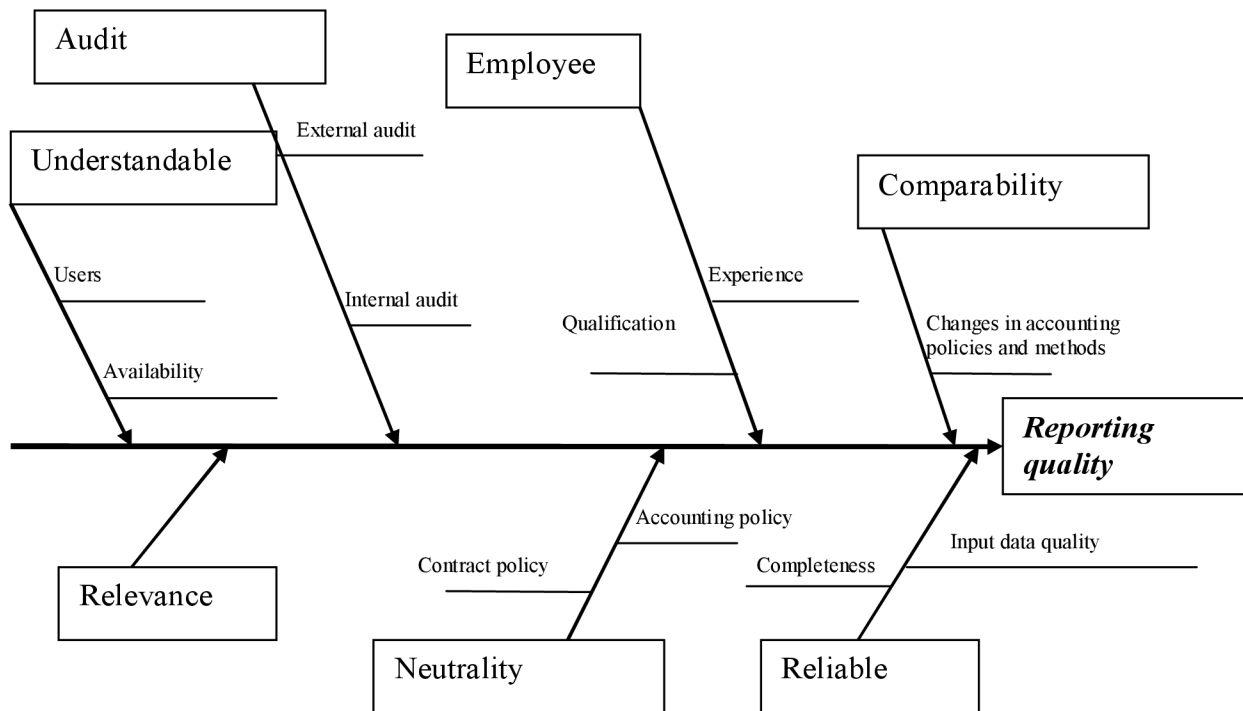 Audit
Employee
External audit
Understandable
Comparability
Users
Experience
Internal audit
Qualification
Changes in accounting
policies and methods
Availability
Reporting
quality
Accounting policy
Input data quality
Contract policy
Completeness
Relevance
Neutrality
Reliable